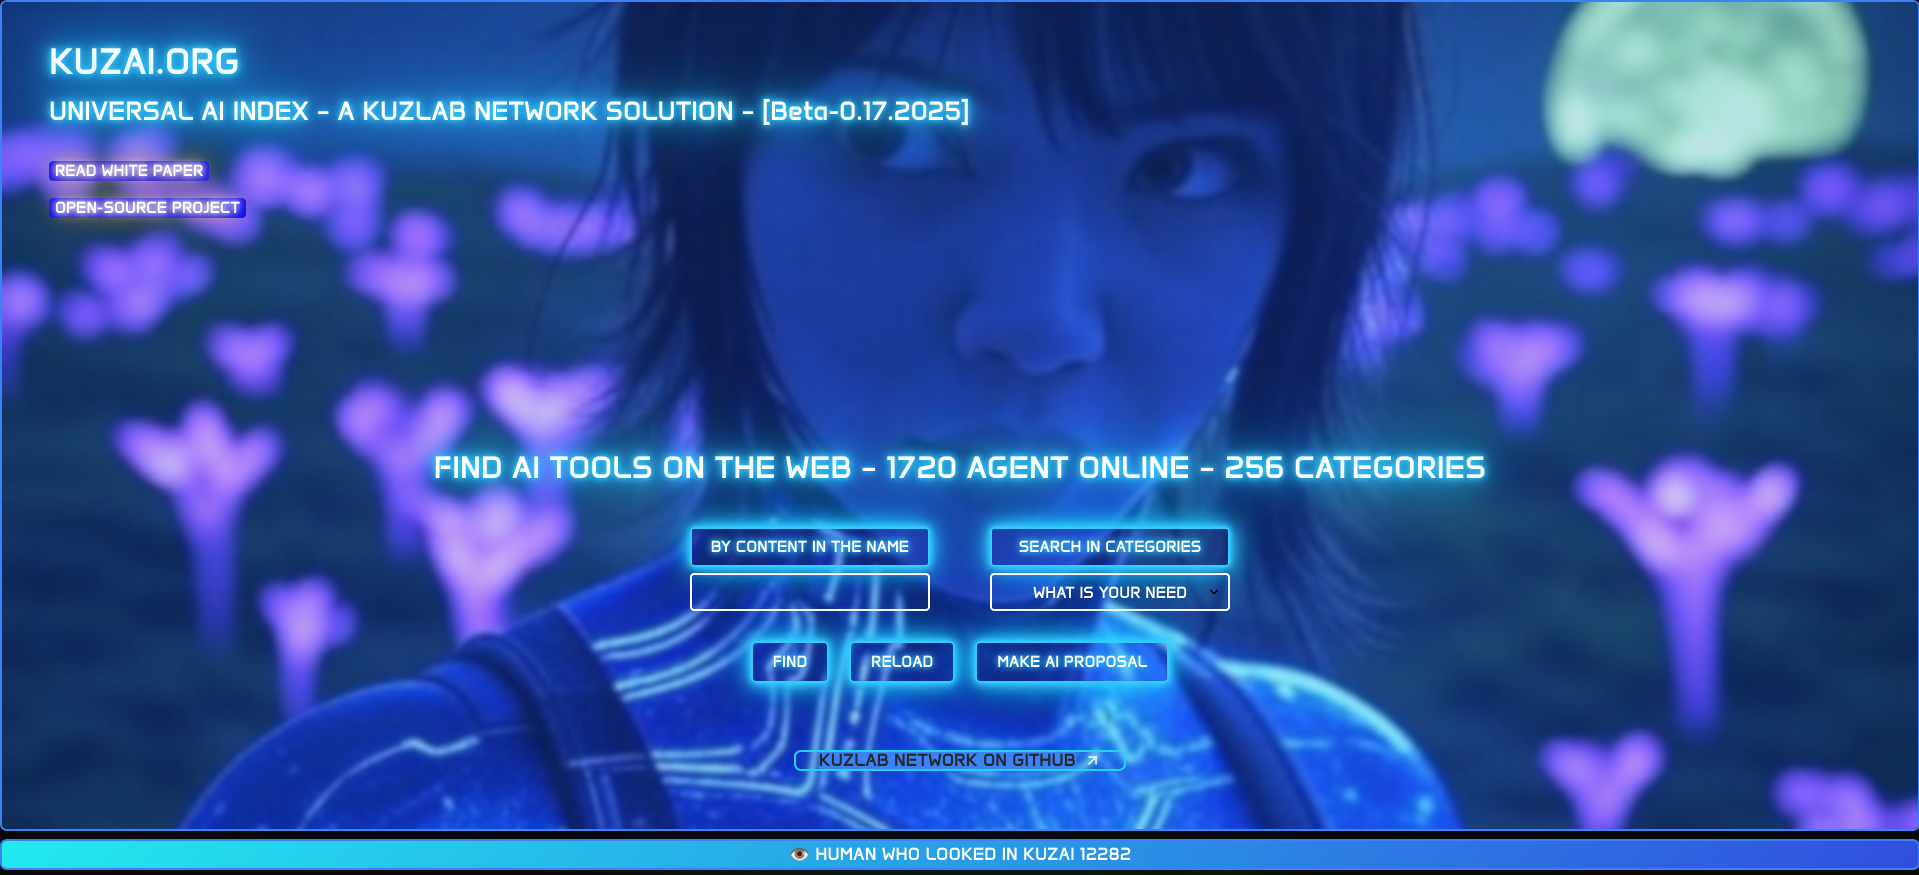 KUZAI.ORG
UNIVERSAL AI INDEX - A KUZLAB NETWORK SOLUTION - [Beta-0.17.2025]
READ WHITE PAPER
OPEN-SOURCE PROJECT
FIND AI TOOLS ON THE WEB - 1720 AGENT ONLINE - 256 CATEGORIES
BY CONTENT IN THE NAME
SEARCH IN CATEGORIES
WHAT IS YOUR NEED
FIND
RELOAD
MAKE AI PROPOSAL
KUZLAB NETWORK ON GITHUB
HUMAN WHO LOOKED IN KUZAI 12282